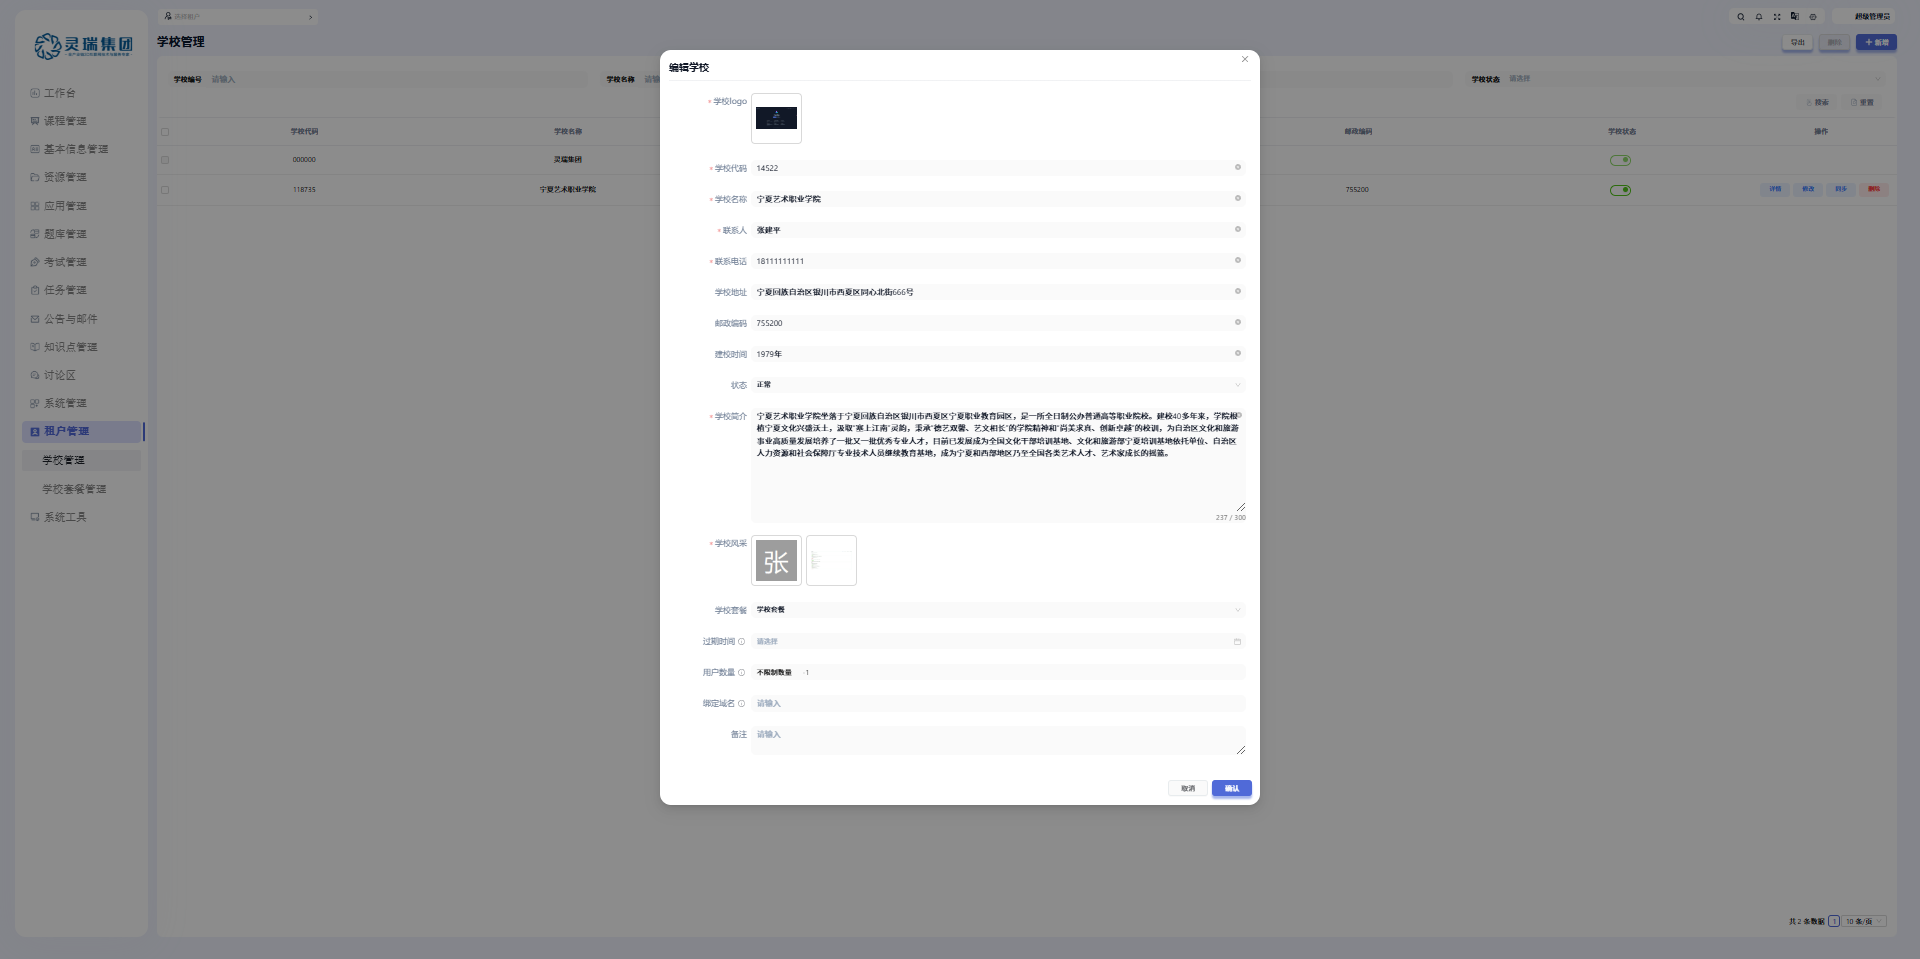 选择租户
超级管理员
灵瑞集团
学校管理
导出
删除
+ 新增
学校编号 请输入
学校名称
学校状态 请选择
搜索
重置
学校代码
学校名称
邮政编码
学校状态
操作
000000
灵瑞集团
118735
宁夏艺术职业学院
755200
详情
修改
同步
删除
工作台
课程管理
基本信息管理
资源管理
应用管理
题库管理
考试管理
任务管理
公告与邮件
知识点管理
讨论区
系统管理
租户管理
学校管理
学校套餐管理
系统工具
编辑学校
* 学校logo
* 学校代码 14522
* 学校名称 宁夏艺术职业学院
* 联系人 张建平
* 联系电话 18111111111
学校地址 宁夏回族自治区银川市西夏区同心北街666号
邮政编码 755200
建校时间 1979年
状态 正常
* 学校简介 宁夏艺术职业学院坐落于宁夏回族自治区银川市西夏区宁夏职业教育园区，是一所全日制公办普通高等职业院校。建校40多年来，学院根
植宁夏文化兴盛沃土，汲取"塞上江南"灵韵，秉承"德艺双馨、艺文相长"的学院精神和"尚美求真、创新卓越"的校训，为自治区文化和旅游
事业高质量发展培养了一批又一批优秀专业人才，目前已发展成为全国文化干部培训基地、文化和旅游部宁夏培训基地依托单位、自治区
人力资源和社会保障厅专业技术人员继续教育基地，成为宁夏和西部地区乃至全国各类艺术人才、艺术家成长的摇篮。
237 / 300
* 学校风采
张
学校套餐 学校套餐
过期时间 请选择
用户数量 不限制数量 -1
绑定域名 请输入
备注 请输入
取消
确认
共 2 条数据 1 10 条/页